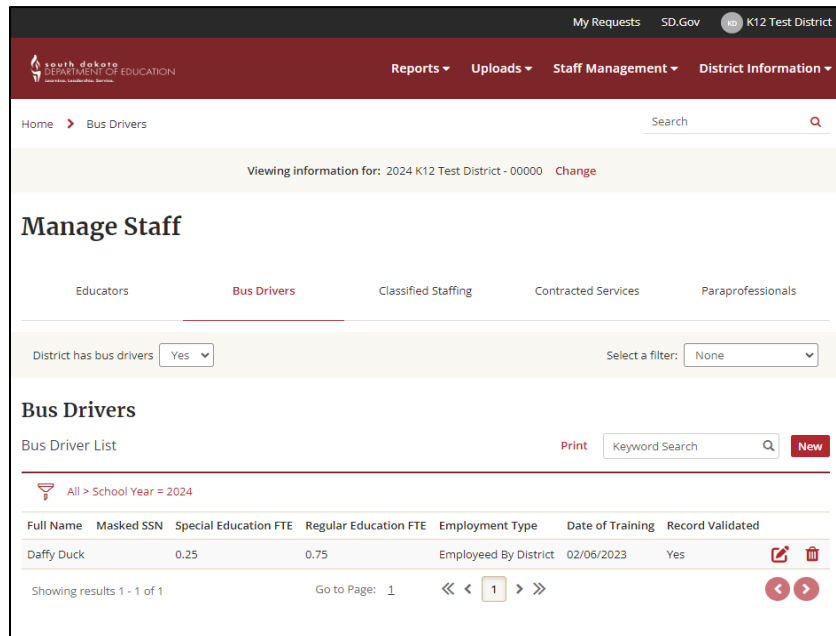 My Requests SD.Gov KD K12 Test District
south dakota
DEPARTMENT OF EDUCATION
Learning. Leadership. Service.
Reports Uploads Staff Management District Information
Home > Bus Drivers Search
Viewing information for: 2024 K12 Test District - 00000 Change
Manage Staff
Educators Bus Drivers Classified Staffing Contracted Services Paraprofessionals
District has bus drivers Yes Select a filter: None
Bus Drivers
Bus Driver List Print Keyword Search New
All > School Year = 2024
Full Name Masked SSN Special Education FTE Regular Education FTE Employment Type Date of Training Record Validated
Daffy Duck 0.25 0.75 Employeed By District 02/06/2023 Yes
Showing results 1 - 1 of 1 Go to Page: 1 « < 1 > »